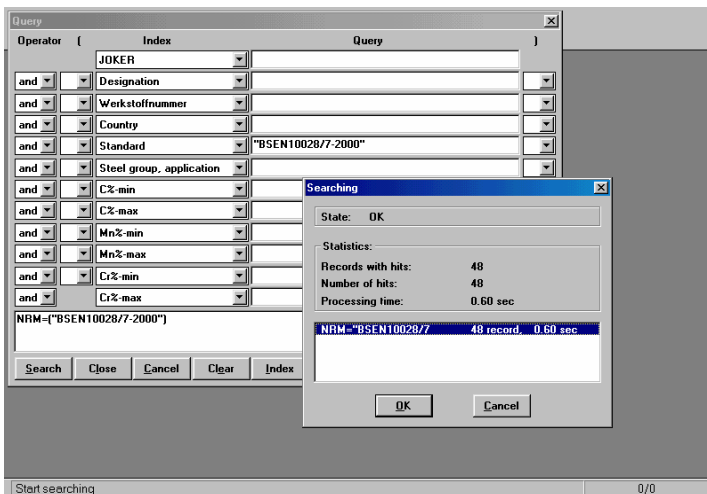 Query
Operator ( Index Query )
JOKER
and Designation
and Werkstoffnummer
and Country
and Standard "BSEN10028/7-2000"
and Steel group, application
and C%-min
and C%-max
and Mn%-min
and Mn%-max
and Cr%-min
and Cr%-max
NRM=("BSEN10028/7-2000")
Search Close Cancel Clear Index
Searching
State: OK
Statistics:
Records with hits: 48
Number of hits: 48
Processing time: 0.60 sec
NRM="BSEN10028/7 48 record, 0.60 sec
OK Cancel
Start searching 0/0